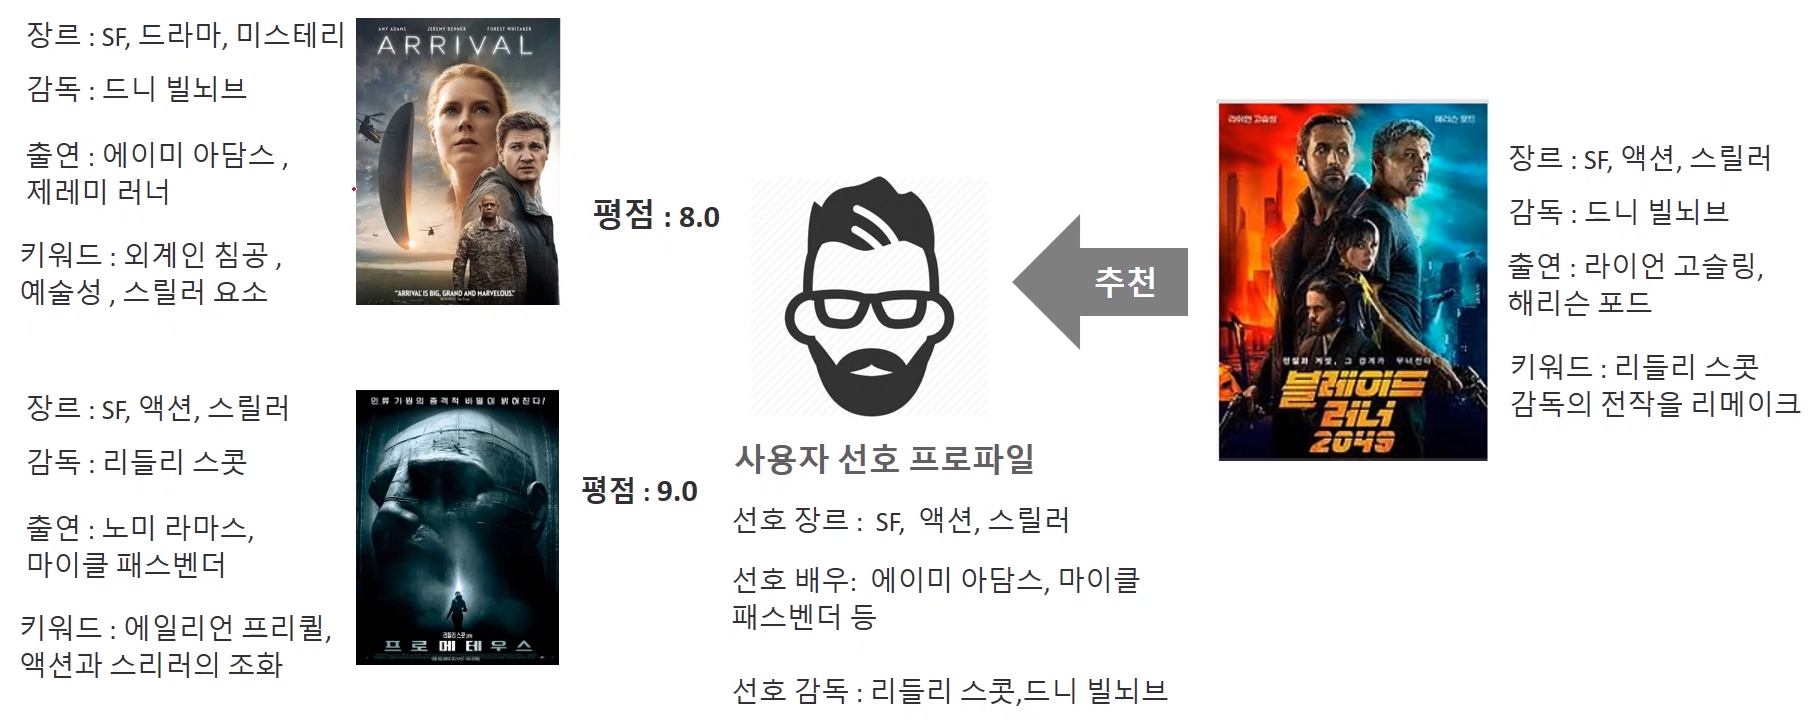 장르 : SF, 드라마, 미스테리
감독 : 드니 빌뇌브
출연 : 에이미 아담스 ,
제레미 러너
키워드 : 외계인 침공 ,
예술성 , 스릴러 요소
AMY ADAMS JEREMY RENNER FOREST WHITAKER
ARRIVAL
"ARRIVAL IS BIG, GRAND AND MARVELOUS."
평점 : 8.0
장르 : SF, 액션, 스릴러
감독 : 리들리 스콧
출연 : 노미 라마스,
마이클 패스벤더
키워드 : 에일리언 프리퀄,
액션과 스리러의 조화
인류 기원의 충격적 비밀이 밝혀진다!
리들리 스콧 감독
프로메테우스
평점 : 9.0
사용자 선호 프로파일
선호 장르 : SF, 액션, 스릴러
선호 배우: 에이미 아담스, 마이클
패스벤더 등
선호 감독 : 리들리 스콧,드니 빌뇌브
추천
라이언 고슬링 해리슨 포드
블레이드
러너
2049
장르 : SF, 액션, 스릴러
감독 : 드니 빌뇌브
출연 : 라이언 고슬링,
해리슨 포드
키워드 : 리들리 스콧
감독의 전작을 리메이크